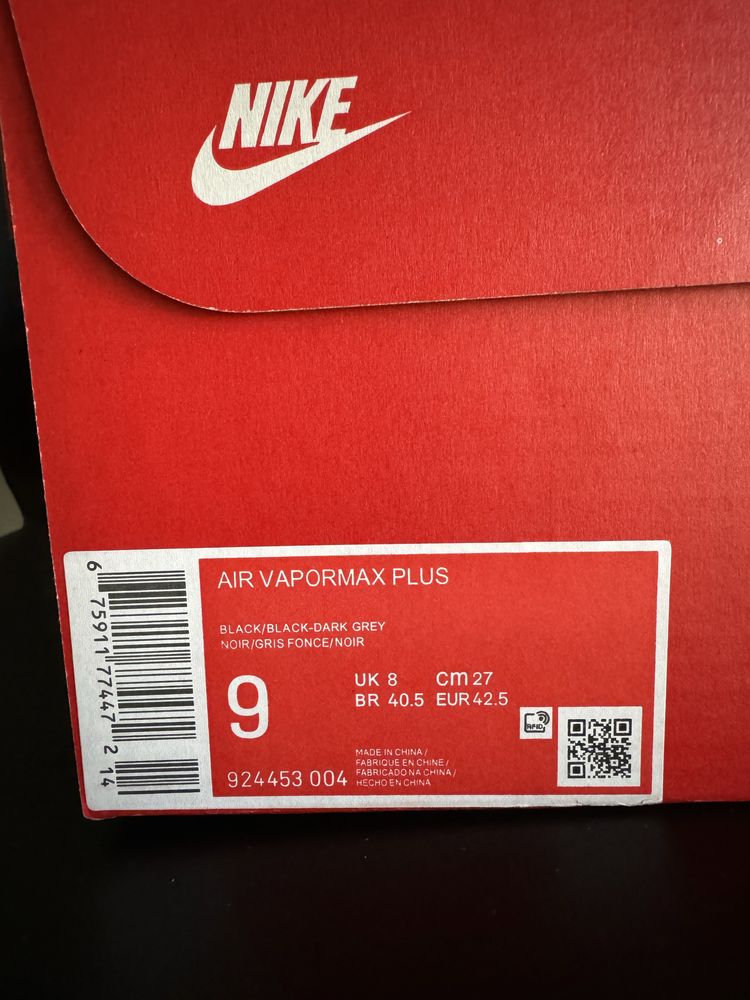 NIKE
AIR VAPORMAX PLUS
BLACK/BLACK-DARK GREY
NOIR/GRIS FONCE/NOIR
9
UK 8 cm 27
BR 40.5 EUR 42.5
RFID
924453 004
MADE IN CHINA /
FABRIQUE EN CHINE /
FABRICADO NA CHINA /
HECHO EN CHINA
6 75911 77447 2 14